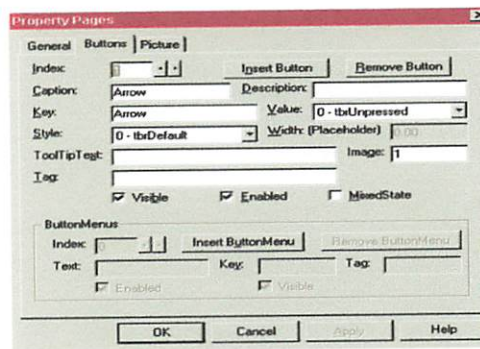 Property Pages
General Buttons Picture
Index: Insert Button Remove Button
Caption: Arrow Description:
Key: Arrow Value: 0 - tbrUnpressed
Style: 0 - tbrDefault Width: (Placeholder) 0.00
ToolTipText: Image: 1
Tag:
Visible Enabled MixedState
ButtonMenus
Index: 0 Insert ButtonMenu Remove ButtonMenu
Text: Key: Tag:
Enabled Visible
OK Cancel Apply Help